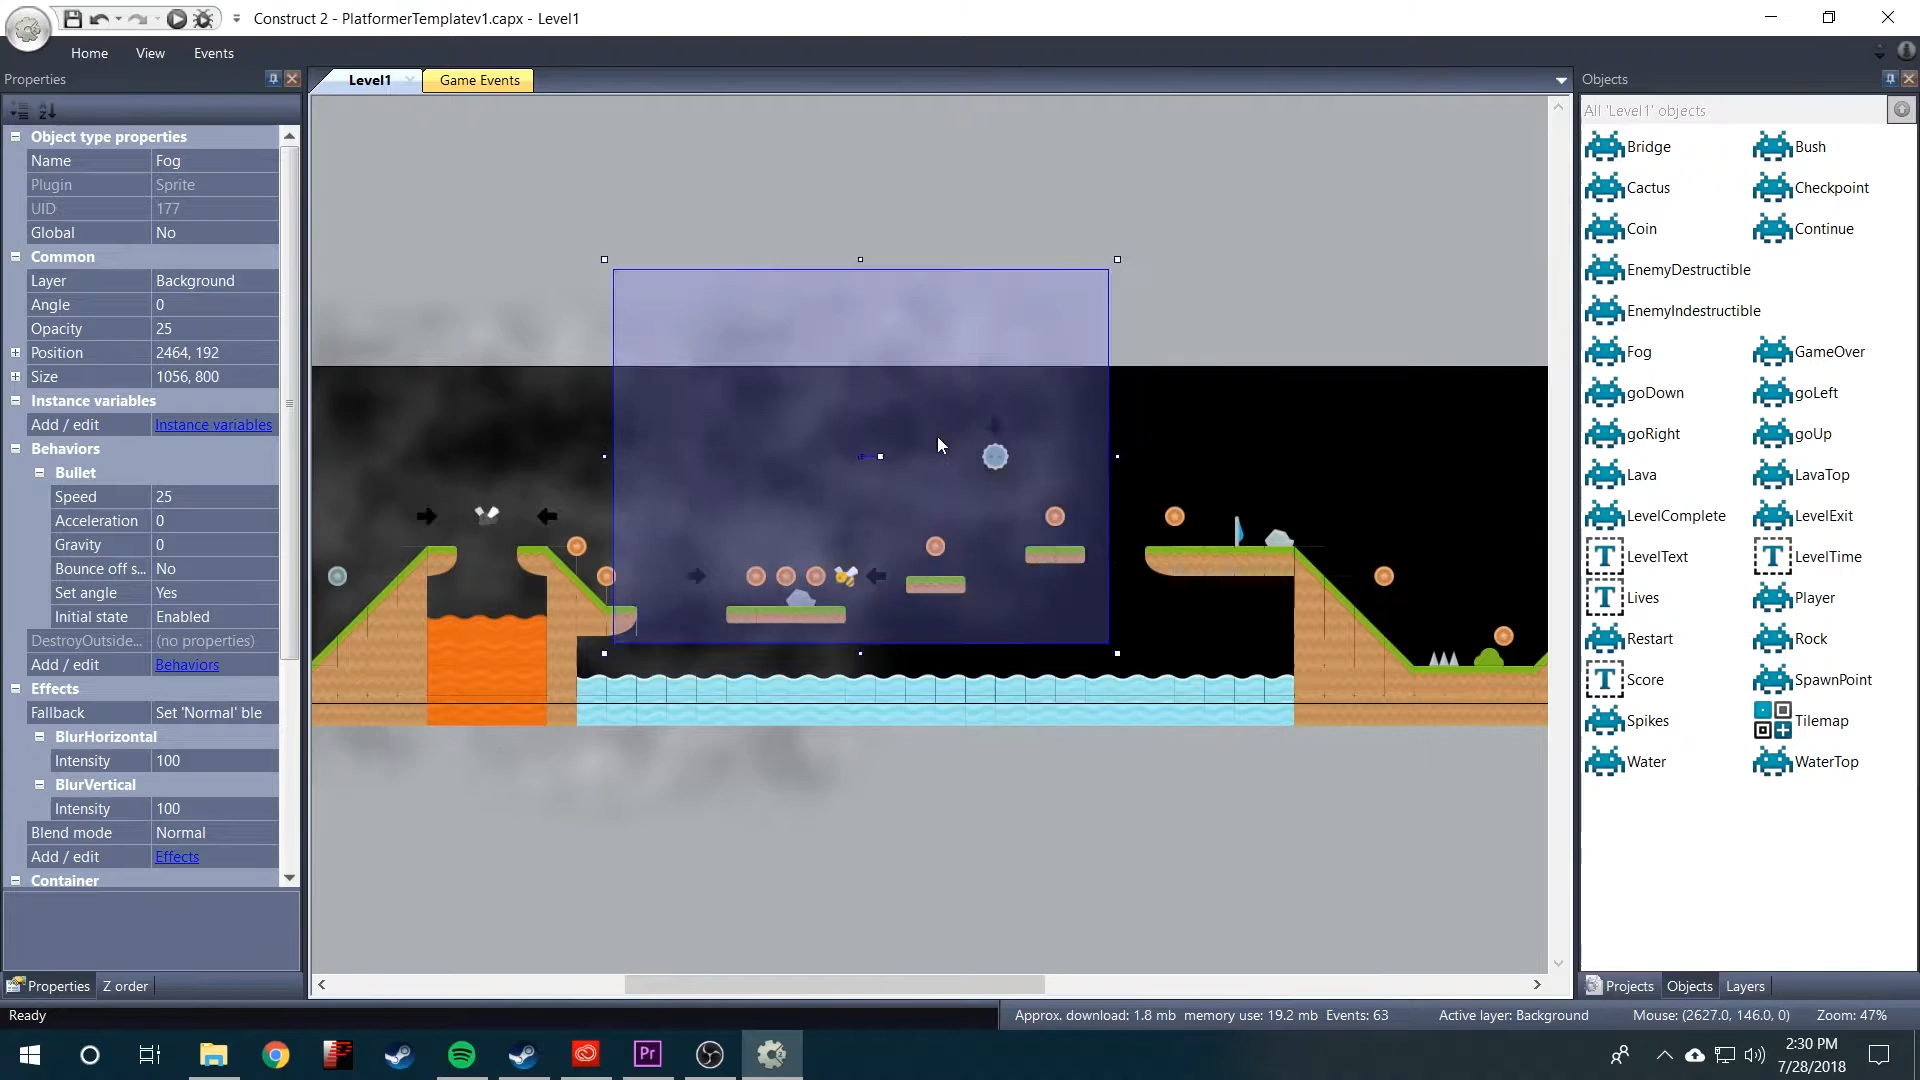 Construct 2 - PlatformerTemplatev1.capx - Level1
Home View Events
Properties
Level1 Game Events
Objects
Object type properties
Name Fog
Plugin Sprite
UID 177
Global No
Common
Layer Background
Angle 0
Opacity 25
Position 2464, 192
Size 1056, 800
Instance variables
Add / edit Instance variables
Behaviors
Bullet
Speed 25
Acceleration 0
Gravity 0
Bounce off s... No
Set angle Yes
Initial state Enabled
DestroyOutside... (no properties)
Add / edit Behaviors
Effects
Fallback Set 'Normal' ble
BlurHorizontal
Intensity 100
BlurVertical
Intensity 100
Blend mode Normal
Add / edit Effects
Container
Properties Z order
All 'Level1' objects
Bridge Bush
Cactus Checkpoint
Coin Continue
EnemyDestructible
EnemyIndestructible
Fog GameOver
goDown goLeft
goRight goUp
Lava LavaTop
LevelComplete LevelExit
T LevelText T LevelTime
T Lives Player
Restart Rock
T Score SpawnPoint
Spikes Tilemap
Water WaterTop
Projects Objects Layers
Ready
Approx. download: 1.8 mb memory use: 19.2 mb Events: 63 Active layer: Background Mouse: (2627.0, 146.0, 0) Zoom: 47%
Pr
2:30 PM
7/28/2018